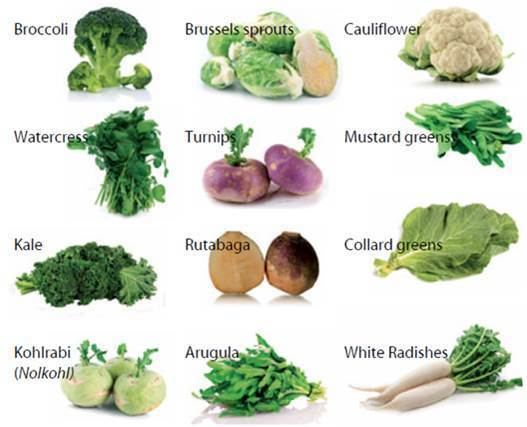 Broccoli
Brussels sprouts
Cauliflower
Watercress
Turnips
Mustard greens
Kale
Rutabaga
Collard greens
Kohlrabi
(Nolkohl)
Arugula
White Radishes